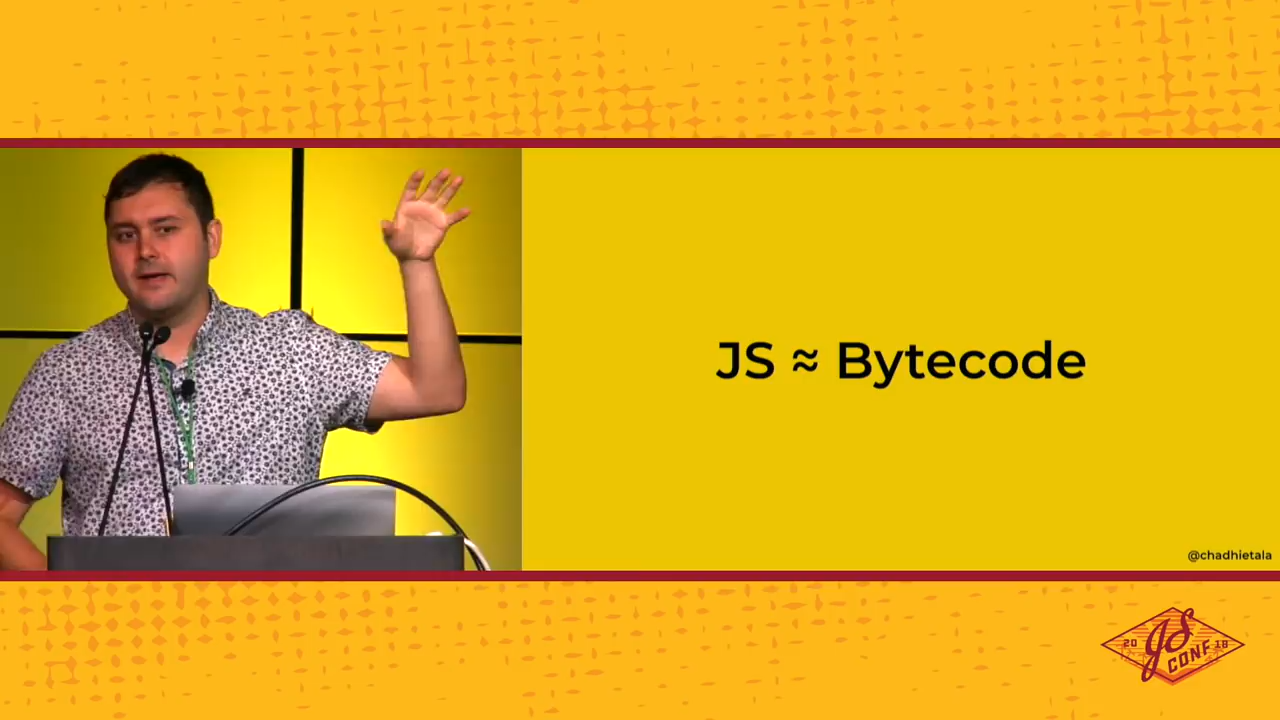 JS ≈ Bytecode
@chadhietala
20 JS 18
CONF